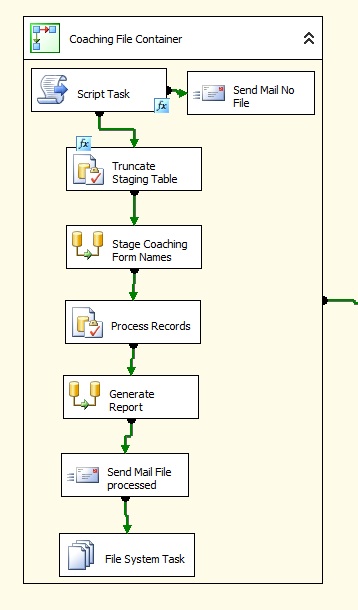 Coaching File Container
Script Task
fx
Send Mail No
File
fx
Truncate
Staging Table
Stage Coaching
Form Names
Process Records
Generate
Report
Send Mail File
processed
File System Task